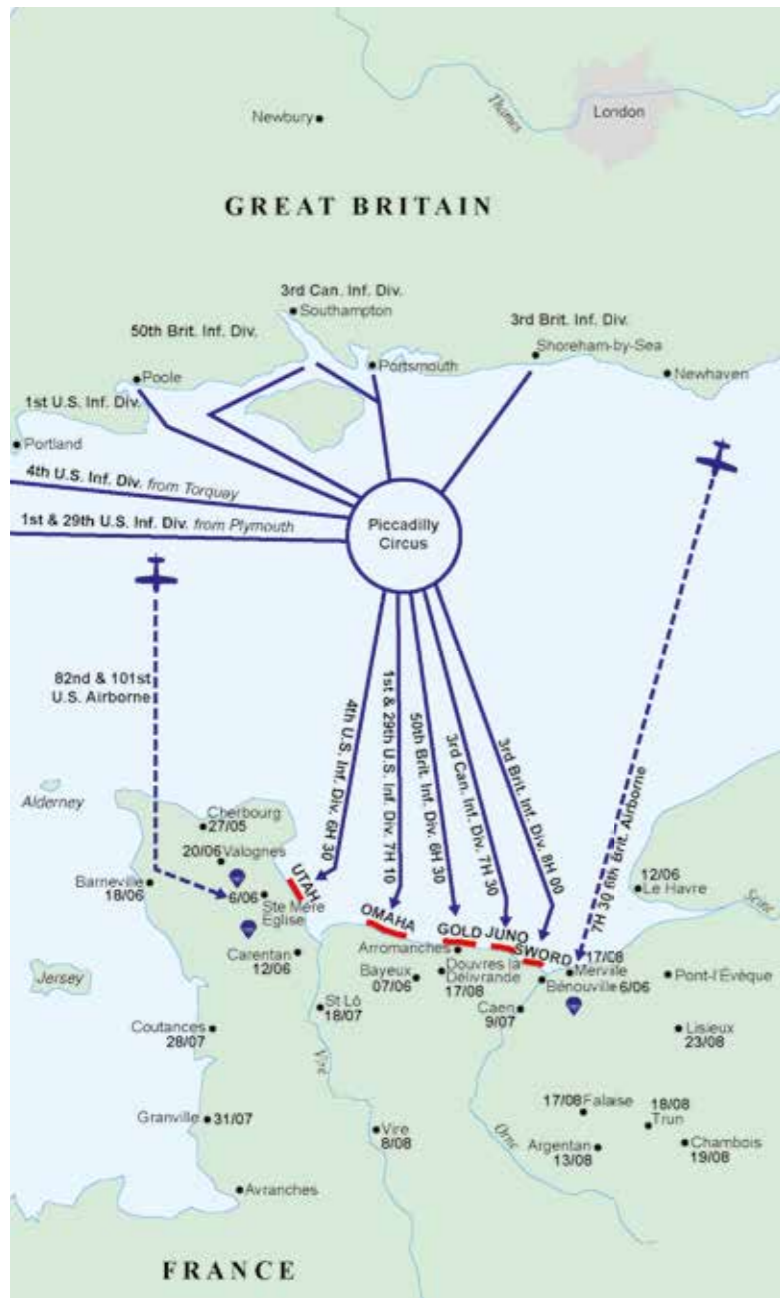 Newbury
Thames
London
GREAT BRITAIN
3rd Can. Inf. Div.
Southampton
50th Brit. Inf. Div.
3rd Brit. Inf. Div.
Shoreham-by-Sea
Portsmouth
Newhaven
Poole
1st U.S. Inf. Div.
Portland
4th U.S. Inf. Div. from Torquay
1st & 29th U.S. Inf. Div. from Plymouth
Piccadilly
Circus
82nd & 101st
U.S. Airborne
4th U.S. Inf. Div. 6H 30
1st & 29th U.S. Inf. Div. 7H 10
50th Brit. Inf. Div. 6H 30
3rd Can. Inf. Div. 7H 30
3rd Brit. Inf. Div. 8H 00
7H 30 6th Brit. Airborne
Alderney
Cherbourg
27/05
20/06 Valognes
Barneville
18/06
6/06
Ste Mère
Eglise
UTAH
OMAHA
GOLD
JUNO
SWORD
12/06
Le Havre
Seine
Carentan
12/06
Arromanches
Bayeux
07/06
Douvres la
Délivrande
17/08
17/08
Merville
Bénouville 6/06
Pont-l'Évêque
Jersey
St Lô
18/07
Caen
9/07
Coutances
28/07
Lisieux
23/08
Vire
Granville
31/07
Vire
8/08
17/08 Falaise
18/08
Trun
Orne
Argentan
13/08
Chambois
19/08
Avranches
FRANCE